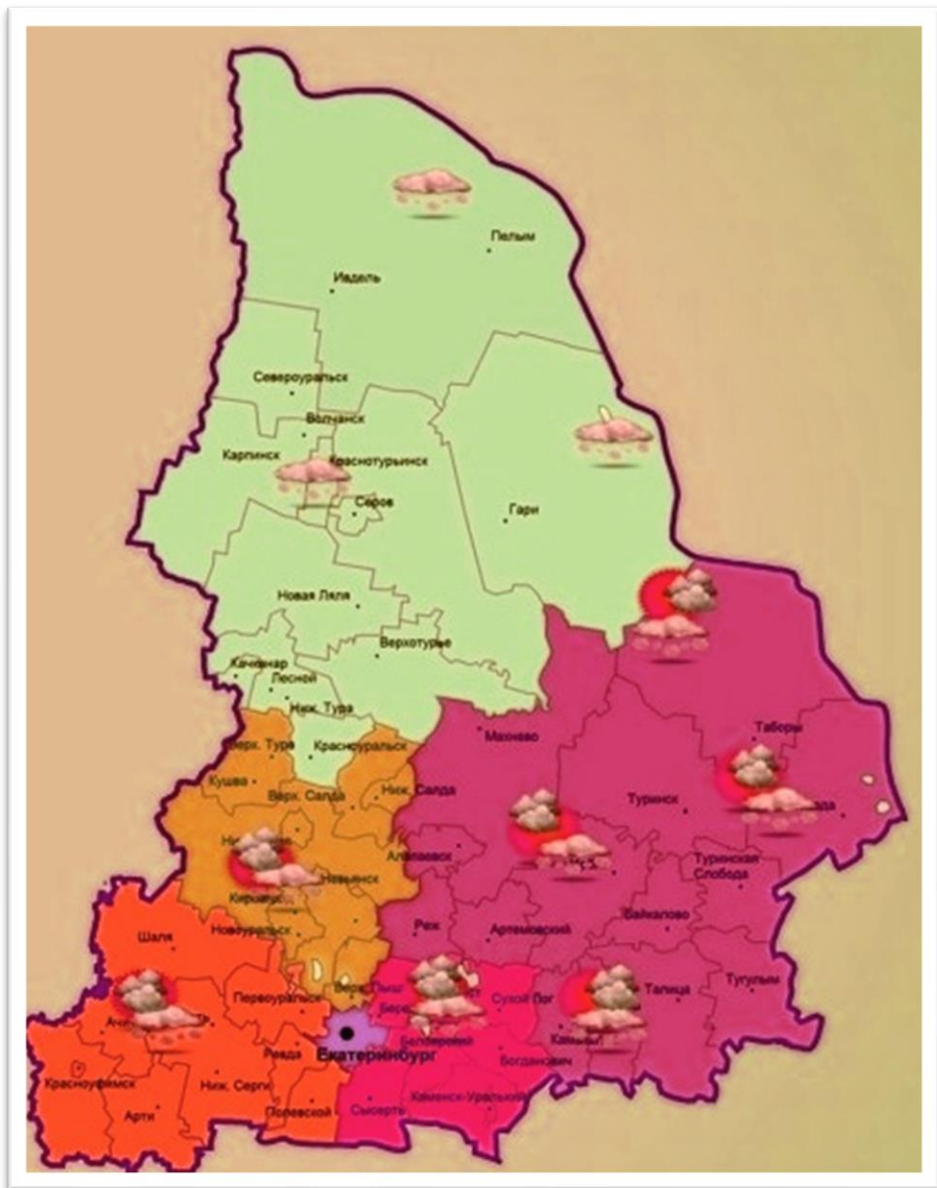 Пелым
Ивдель
Североуральск
Волчанск
Карпинск
Краснотурьинск
Серов
Гари
Новая Ляля
Верхотурье
Качканар
Лесной
Ниж. Тура
Верх. Тура
Красноуральск
Махнево
Таборы
Кушва
Верх. Салда
Ниж. Салда
Туринск
Алапаевск
Туринская
Слобода
Невьянск
Байкалово
Реж
Артемовский
Новоуральск
Шаля
Тугулым
Талица
Первоуральск
Сухой Лог
Белоярский
Ревда
Екатеринбург
Богданович
Красноуфимск
Ниж. Серги
Каменск-Уральский
Арти
Полевской
Сысерть